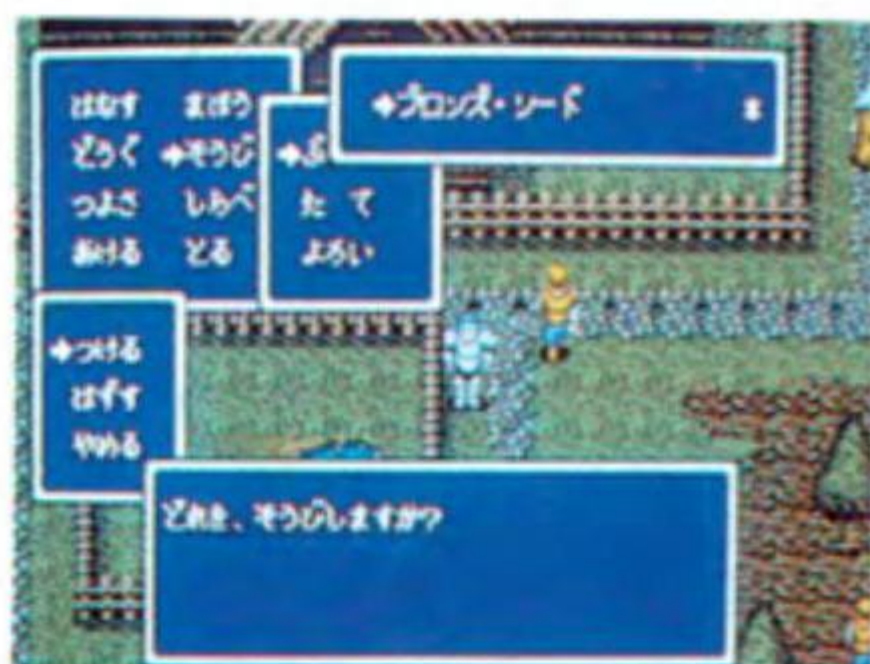 はなす まほう
どうぐ →そうび
つよさ しらべ
あける とる
→ぶ
た て
よろい
→ブロンズ・ソード
→つける
はずす
やめる
どれを、そうびしますか?